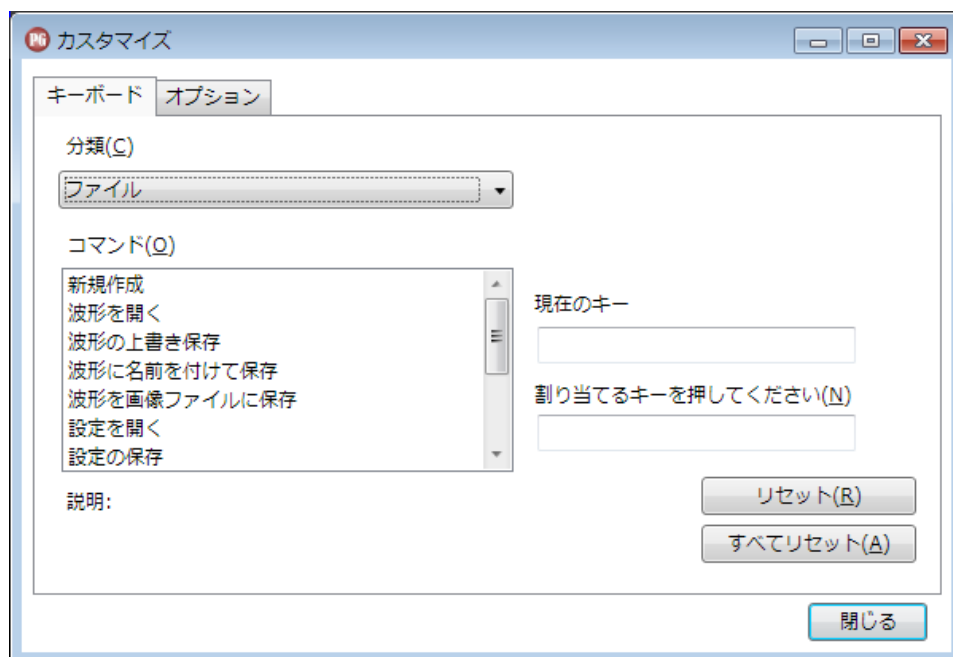 PG カスタマイズ
キーボード オプション
分類(C)
ファイル
コマンド(O)
新規作成
波形を開く
波形の上書き保存
波形に名前を付けて保存
波形を画像ファイルに保存
設定を開く
設定の保存
現在のキー
割り当てるキーを押してください(N)
説明:
リセット(R)
すべてリセット(A)
閉じる